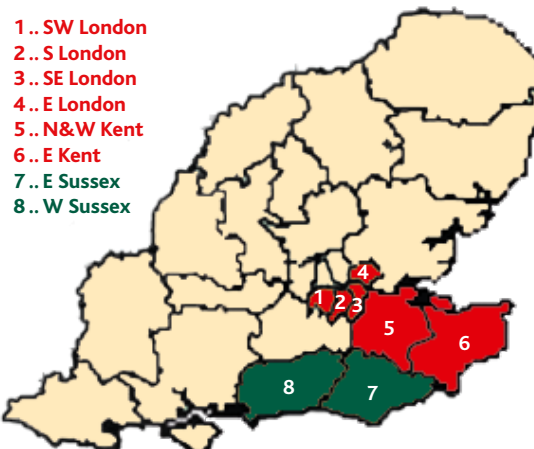 1.. SW London
2.. S London
3.. SE London
4.. E London
5.. N&W Kent
6.. E Kent
7.. E Sussex
8.. W Sussex
4
1 2 3
5
6
8
7